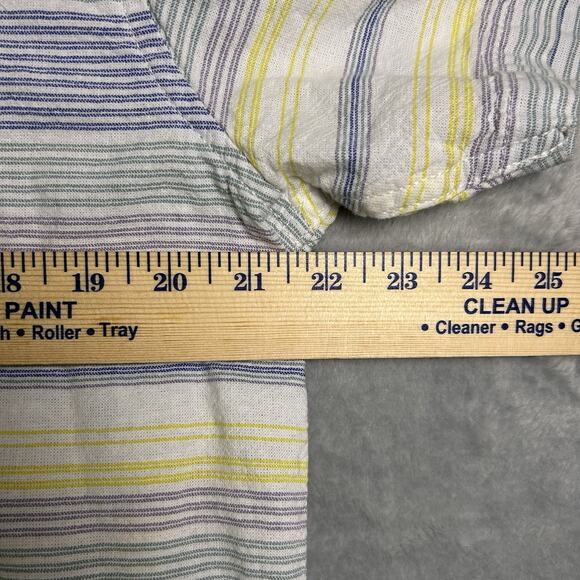 8 19 20 21 22 23 24 25
PAINT CLEAN UP
h • Roller • Tray • Cleaner • Rags • G